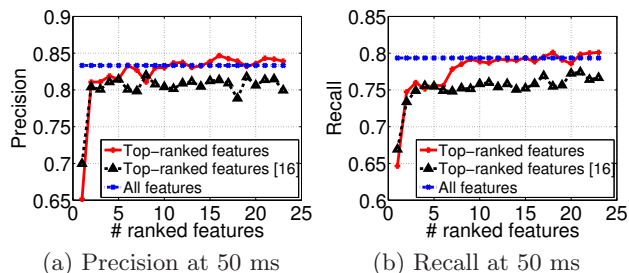 0.9
0.85
0.8
0.75
0.7
0.65
Precision
0 5 10 15 20 25
# ranked features
Top-ranked features
Top-ranked features [16]
All features
(a) Precision at 50 ms
0.85
0.8
0.75
0.7
0.65
0.6
Recall
0 5 10 15 20 25
# ranked features
Top-ranked features
Top-ranked features [16]
All features
(b) Recall at 50 ms